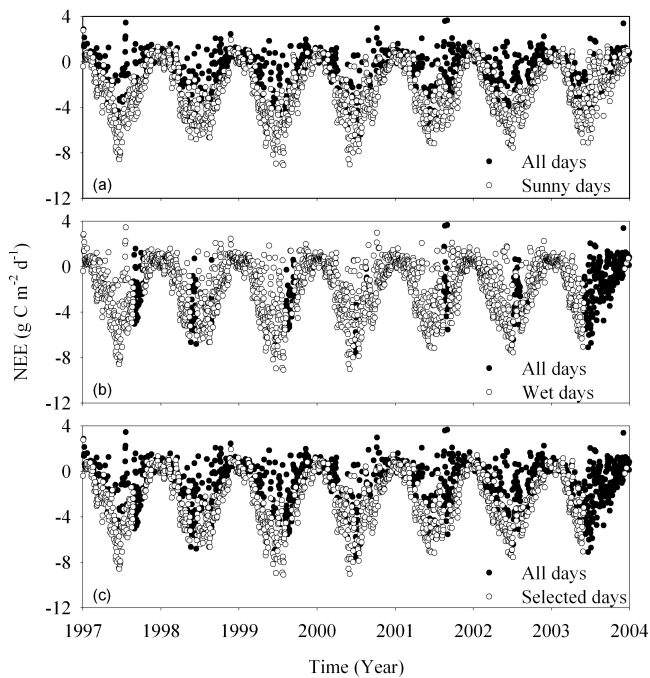 4
0
-4
-8
-12
(a)
All days
Sunny days
4
0
-4
-8
-12
(b)
All days
Wet days
NEE (g C m-2 d-1)
4
0
-4
-8
-12
(c)
All days
Selected days
1997 1998 1999 2000 2001 2002 2003 2004
Time (Year)